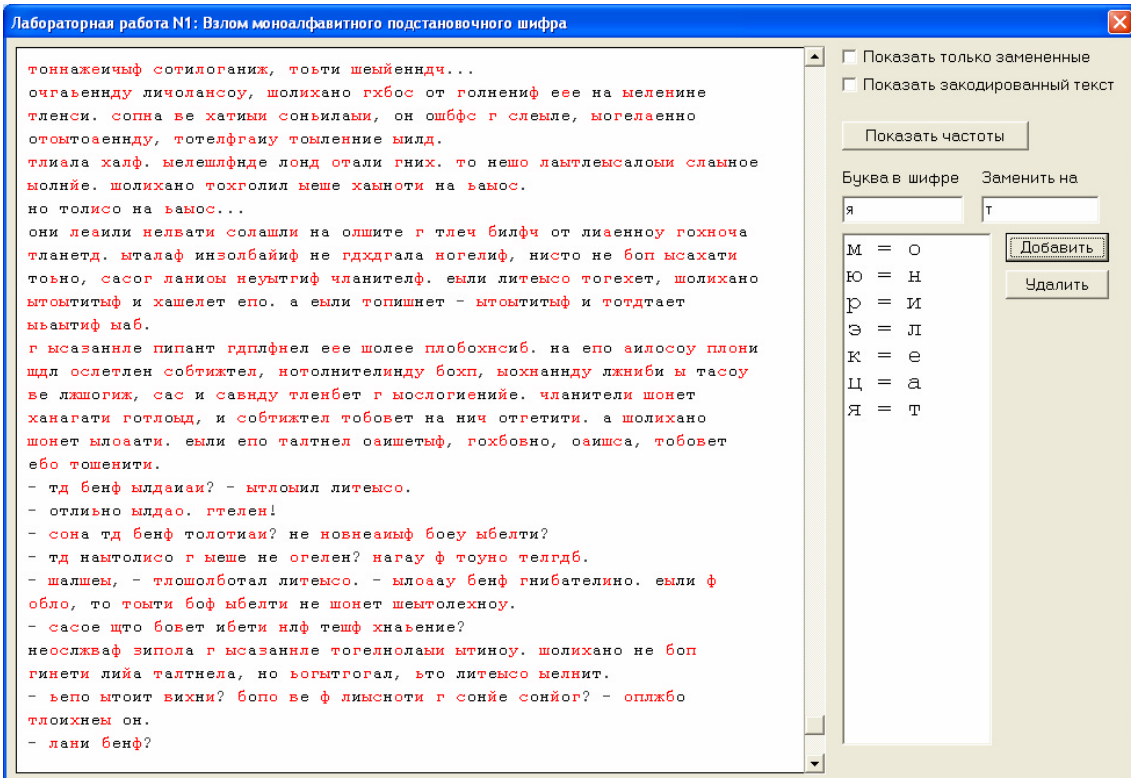 Лабораторная работа N1: Взлом моноалфавитного подстановочного шифра
тоннажеичыф сотилоганиж, тоьти шеыйенндч...
очгаьеннду личолансоу, шолихано гхбос от голнениф еее на ыеленине
тленси. сопна ве хатиыи соньилаыи, он ошбфс г слеыле, ыогелаенно
отоытоаеннду, тотелфгаиу тоыленние ыилд.
тлиала халф. ыелешлфнде лонд отали гних. то нешо лаытлеысалоыи слаыное
ыолнйе. шолихано тохголил ыеше хаыноти на ьаыос.
но толисо на ьаыос...
они леаили нелвати солашли на олшите г тлеч билфч от лиаенноу гохноча
тланетд. ыталаф инзолбайиф не гдхдгала ногелиф, нисто не боп ысахати
тоьно, сасог ланиоы неуытгиф чланителф. еыли литеысо тогехет, шолихано
ытоытитыф и хашелет епо. а еыли топишнет - ытоытитыф и тотдтает
ыьаытиф ыаб.
г ысазаннле пипант гдплфнел еее шолее плобохнсиб. на епо аилосоу плони
щдл ослетлен собтижтел, нотолнителинду бохп, ыохнаннду лжниби ы тасоу
ве лжшогиж, сас и савнду тленбет г ыослогиенийе. чланители шонет
ханагати готлоыд, и собтижтел тобовет на нич отгетити. а шолихано
шонет ылоаати. еыли епо талтнел оаишетыф, гохбовно, оаишса, тобовет
ебо тошенити.
- тд бенф ылдаиаи? - ытлоыил литеысо.
- отлиьно ылдао. гтелен!
- сона тд бенф толотиаи? не новнеаиыф боеу ыбелти?
- тд наытолисо г ыеше не огелен? нагау ф тоуно телгдб.
- шалшеы, - тлошолботал литеысо. - ылоаау бенф гнибателино. еыли ф
обло, то тоыти боф ыбелти не шонет шеытолехноу.
- сасое що бовет ибети нлф тешф хнаьение?
неослжваф зипола г ысазаннле тогелнолаыи ытиноу. шолихано не боп
гинети лийа талтнела, но ьогытгогал, ьто литеысо ыелнит.
- ьепо ытоит вихни? бопо ве ф лиысноти г сонйе сонйог? - оплжбо
тлоихнеы он.
- лани бенф?
Показать только замененные
Показать закодированный текст
Показать частоты
Буква в шифре Заменить на
я т
Добавить
Удалить
м = о
ю = н
р = и
э = л
к = е
ц = а
я = т